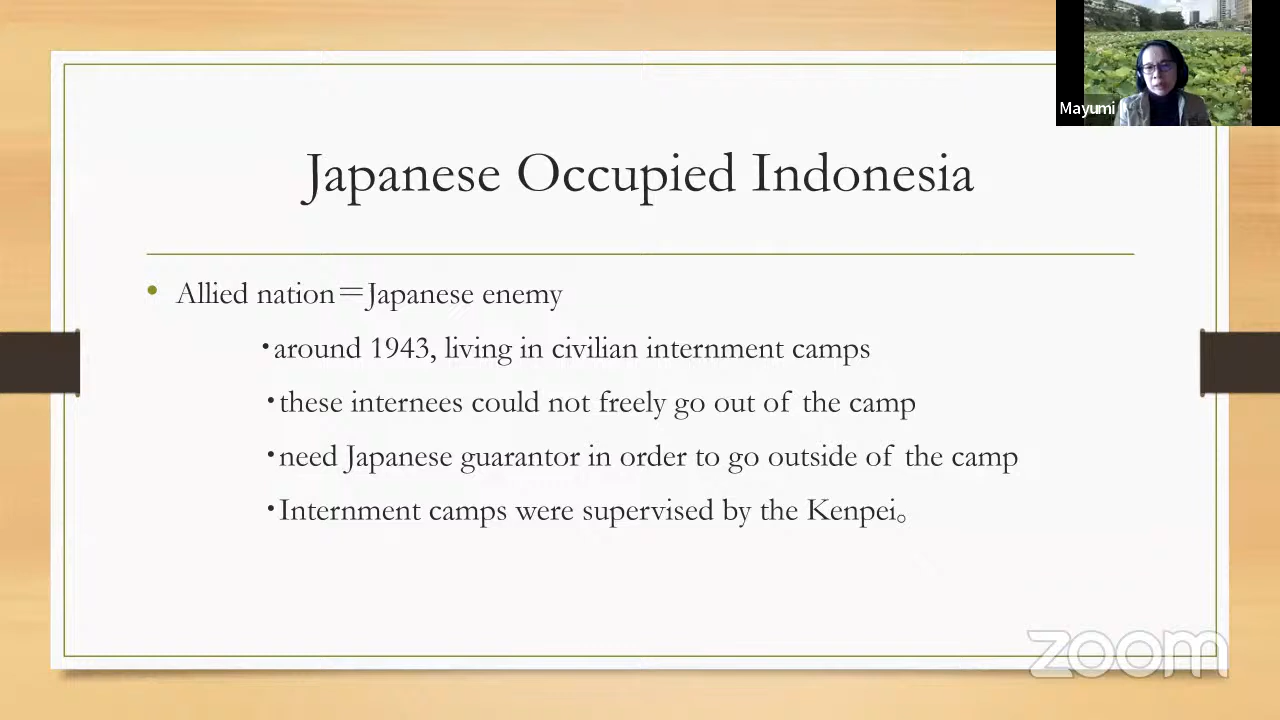 Mayumi
Japanese Occupied Indonesia
• Allied nation＝Japanese enemy
・around 1943, living in civilian internment camps
・these internees could not freely go out of the camp
・need Japanese guarantor in order to go outside of the camp
・Internment camps were supervised by the Kenpei。
zoom